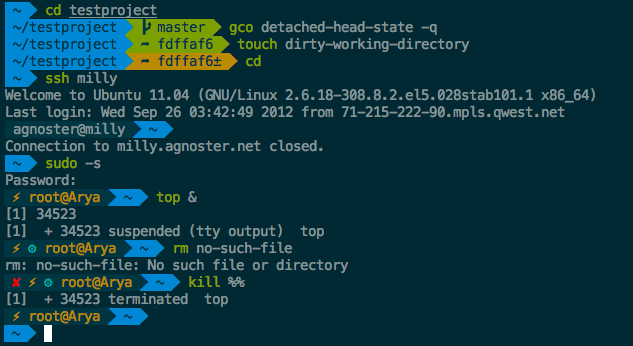 ~ cd testproject
~/testproject master gco detached-head-state -q
~/testproject ➦ fdffaf6 touch dirty-working-directory
~/testproject ➦ fdffaf6± cd
~ ssh milly
Welcome to Ubuntu 11.04 (GNU/Linux 2.6.18-308.8.2.el5.028stab101.1 x86_64)
Last login: Wed Sep 26 03:42:49 2012 from 71-215-222-90.mpls.qwest.net
agnoster@milly ~
Connection to milly.agnoster.net closed.
~ sudo -s
Password:
⚡ root@Arya ~ top &
[1] 34523
[1]  + 34523 suspended (tty output)  top
⚡ ⚙ root@Arya ~ rm no-such-file
rm: no-such-file: No such file or directory
✘ ⚡ ⚙ root@Arya ~ kill %%
[1]  + 34523 terminated  top
⚡ root@Arya ~
~